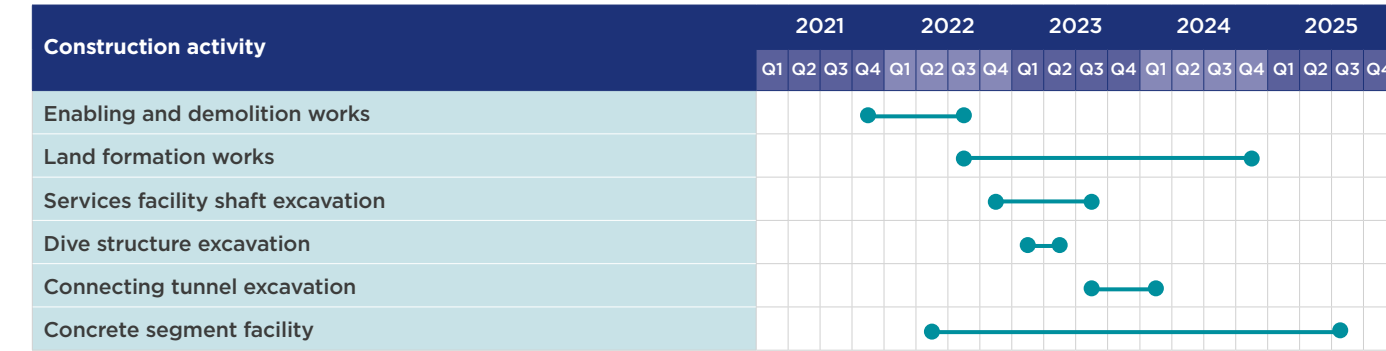 Construction activity
2021 2022 2023 2024 2025
Q1 Q2 Q3 Q4 Q1 Q2 Q3 Q4 Q1 Q2 Q3 Q4 Q1 Q2 Q3 Q4 Q1 Q2 Q3 Q4
Enabling and demolition works
Land formation works
Services facility shaft excavation
Dive structure excavation
Connecting tunnel excavation
Concrete segment facility